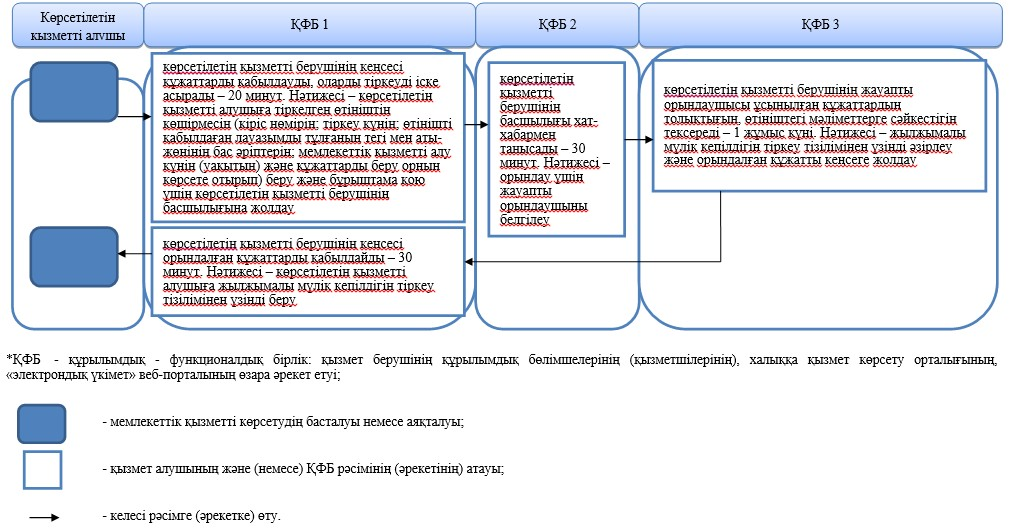 Көрсетілетін
қызметті алушы
ҚФБ 1
ҚФБ 2
ҚФБ 3
көрсетілетін қызметті берушінің кеңсесі
құжаттарды қабылдауды, оларды тіркеуді іске
асырады – 20 минут. Нәтижесі – көрсетілетін
қызметті алушыға тіркелген өтініштің
көшірмесін (кіріс нөмірін; тіркеу күнін; өтінішті
қабылдаған лауазымды тұлғаның тегі мен аты-
жөнінің бас әріптерін; мемлекеттік қызметті алу
күнін (уақытын) және құжаттарды беру орнын
көрсете отырып) беру және бұрыштама қою
үшін көрсетілетін қызметті берушінің
басшылығына жолдау
көрсетілетін
қызметті
берушінің
басшылығы хат-
хабармен
танысады – 30
минут. Нәтижесі –
орындау үшін
жауапты
орындаушыны
белгілеу
көрсетілетін қызметті берушінің жауапты
орындаушысы ұсынылған құжаттардың
толықтығын, өтініштегі мәліметтерге сәйкестігін
тексереді – 1 жұмыс күні. Нәтижесі – жылжымалы
мүлік кепілдігін тіркеу тізілімінен үзінді әзірлеу
және орындалған құжатты кеңсеге жолдау
көрсетілетін қызметті берушінің кеңсесі
орындалған құжаттарды қабылдайды – 30
минут. Нәтижесі – көрсетілетін қызметті
алушыға жылжымалы мүлік кепілдігін тіркеу
тізілімінен үзінді беру
*ҚФБ - құрылымдық - функционалдық бірлік: қызмет берушінің құрылымдық бөлімшелерінің (қызметшілерінің), халыққа қызмет көрсету орталығының,
«электрондық үкімет» веб-порталының өзара әрекет етуі;
- мемлекеттік қызметті көрсетудің басталуы немесе аяқталуы;
- қызмет алушының және (немесе) ҚФБ рәсімінің (әрекетінің) атауы;
- келесі рәсімге (әрекетке) өту.